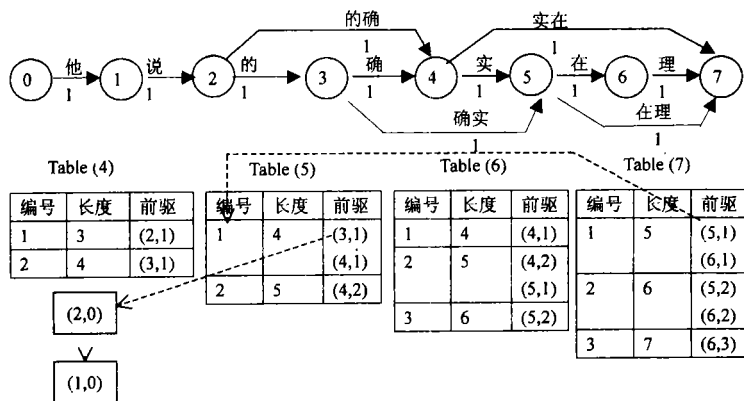 的确 实在
1 1
他 说 的 确 实 在 理
0 1 2 3 4 5 6 7
1 1 1 1 1 1 1
确实 在理
1 1
Table (4) Table (5) Table (6) Table (7)
编号 长度 前驱
1 3 (2,1)
2 4 (3,1)
(2,0)
(1,0)
编号 长度 前驱
1 4 (3,1)
(4,1)
2 5 (4,2)
编号 长度 前驱
1 4 (4,1)
2 5 (4,2)
(5,1)
3 6 (5,2)
编号 长度 前驱
1 5 (5,1)
(6,1)
2 6 (5,2)
(6,2)
3 7 (6,3)